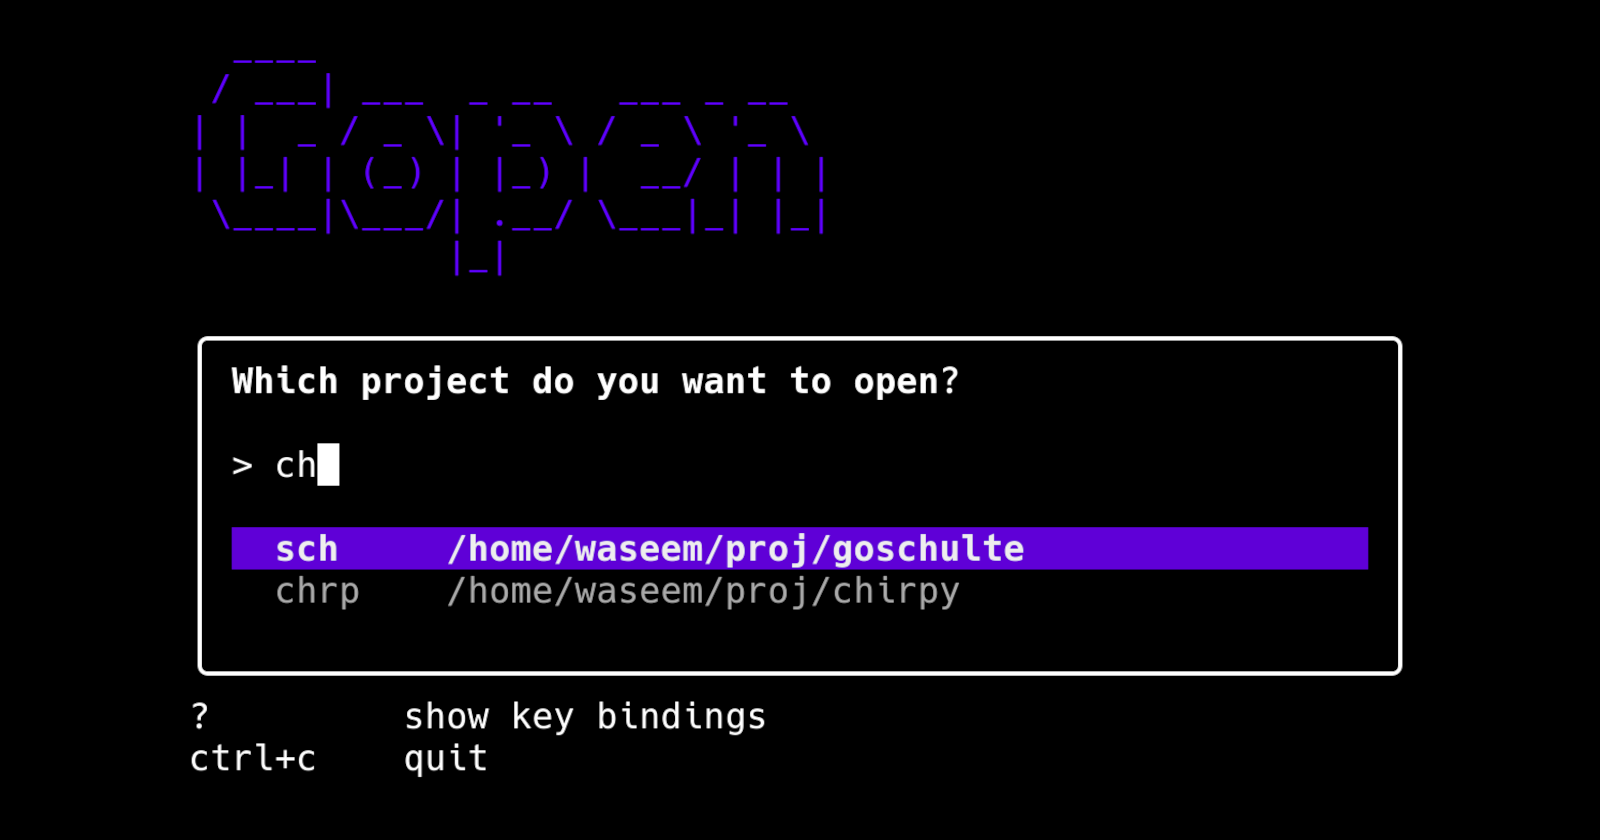 Gopen
Which project do you want to open?
> ch
sch /home/waseem/proj/goschulte
chrp /home/waseem/proj/chirpy
? show key bindings
ctrl+c quit